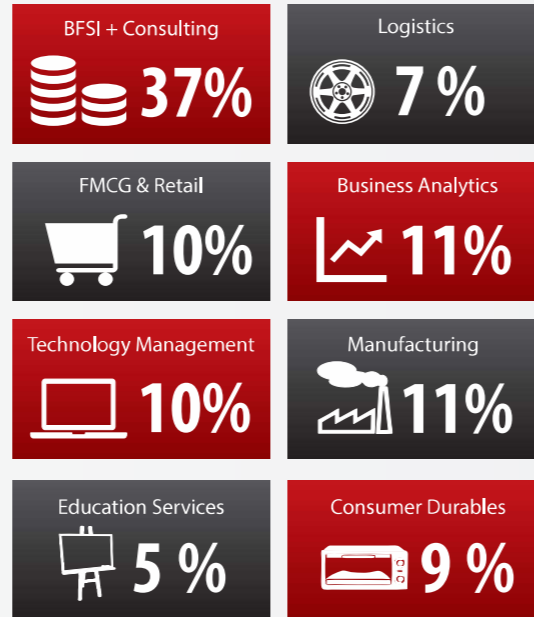 BFSI + Consulting
37%
Logistics
7 %
FMCG & Retail
10%
Business Analytics
11%
Technology Management
10%
Manufacturing
11%
Education Services
5 %
Consumer Durables
9 %